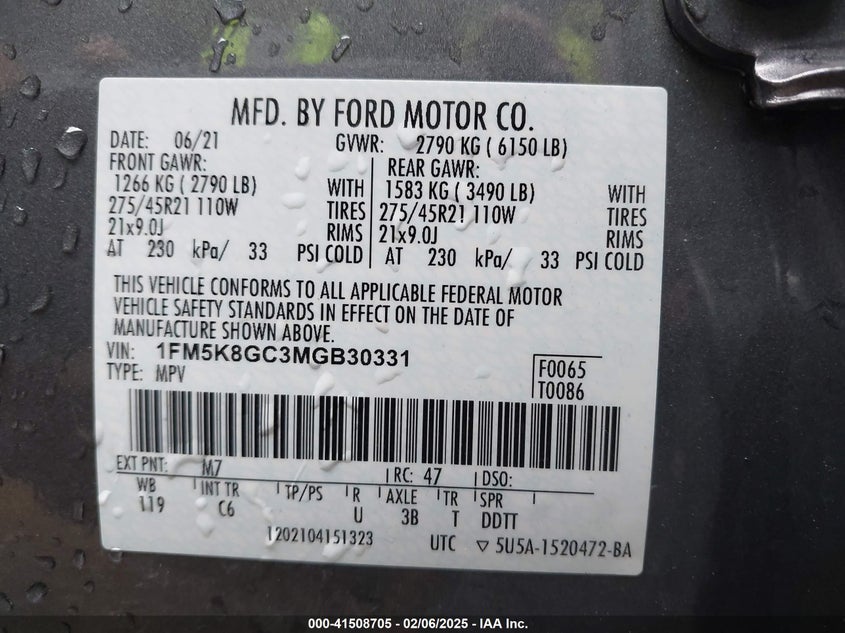 MFD. BY FORD MOTOR CO.
DATE: 06/21 GVWR: 2790 KG ( 6150 LB)
FRONT GAWR: REAR GAWR:
1266 KG ( 2790 LB) WITH 1583 KG ( 3490 LB) WITH
275/45R21 110W TIRES 275/45R21 110W TIRES
21x9.0J RIMS 21x9.0J RIMS
AT 230 kPa/ 33 PSI COLD AT 230 kPa/ 33 PSI COLD
THIS VEHICLE CONFORMS TO ALL APPLICABLE FEDERAL MOTOR
VEHICLE SAFETY STANDARDS IN EFFECT ON THE DATE OF
MANUFACTURE SHOWN ABOVE.
VIN: 1FM5K8GC3MGB30331 F0065
TYPE: MPV T0086
EXT PNT: M7 RC: 47 DSO:
WB INT TR TP/PS R AXLE TR SPR
119 C6 U 3B T DDTT
1202104151323 UTC ▽ 5U5A-1520472-BA
000-41508705 - 02/06/2025 - IAA Inc.